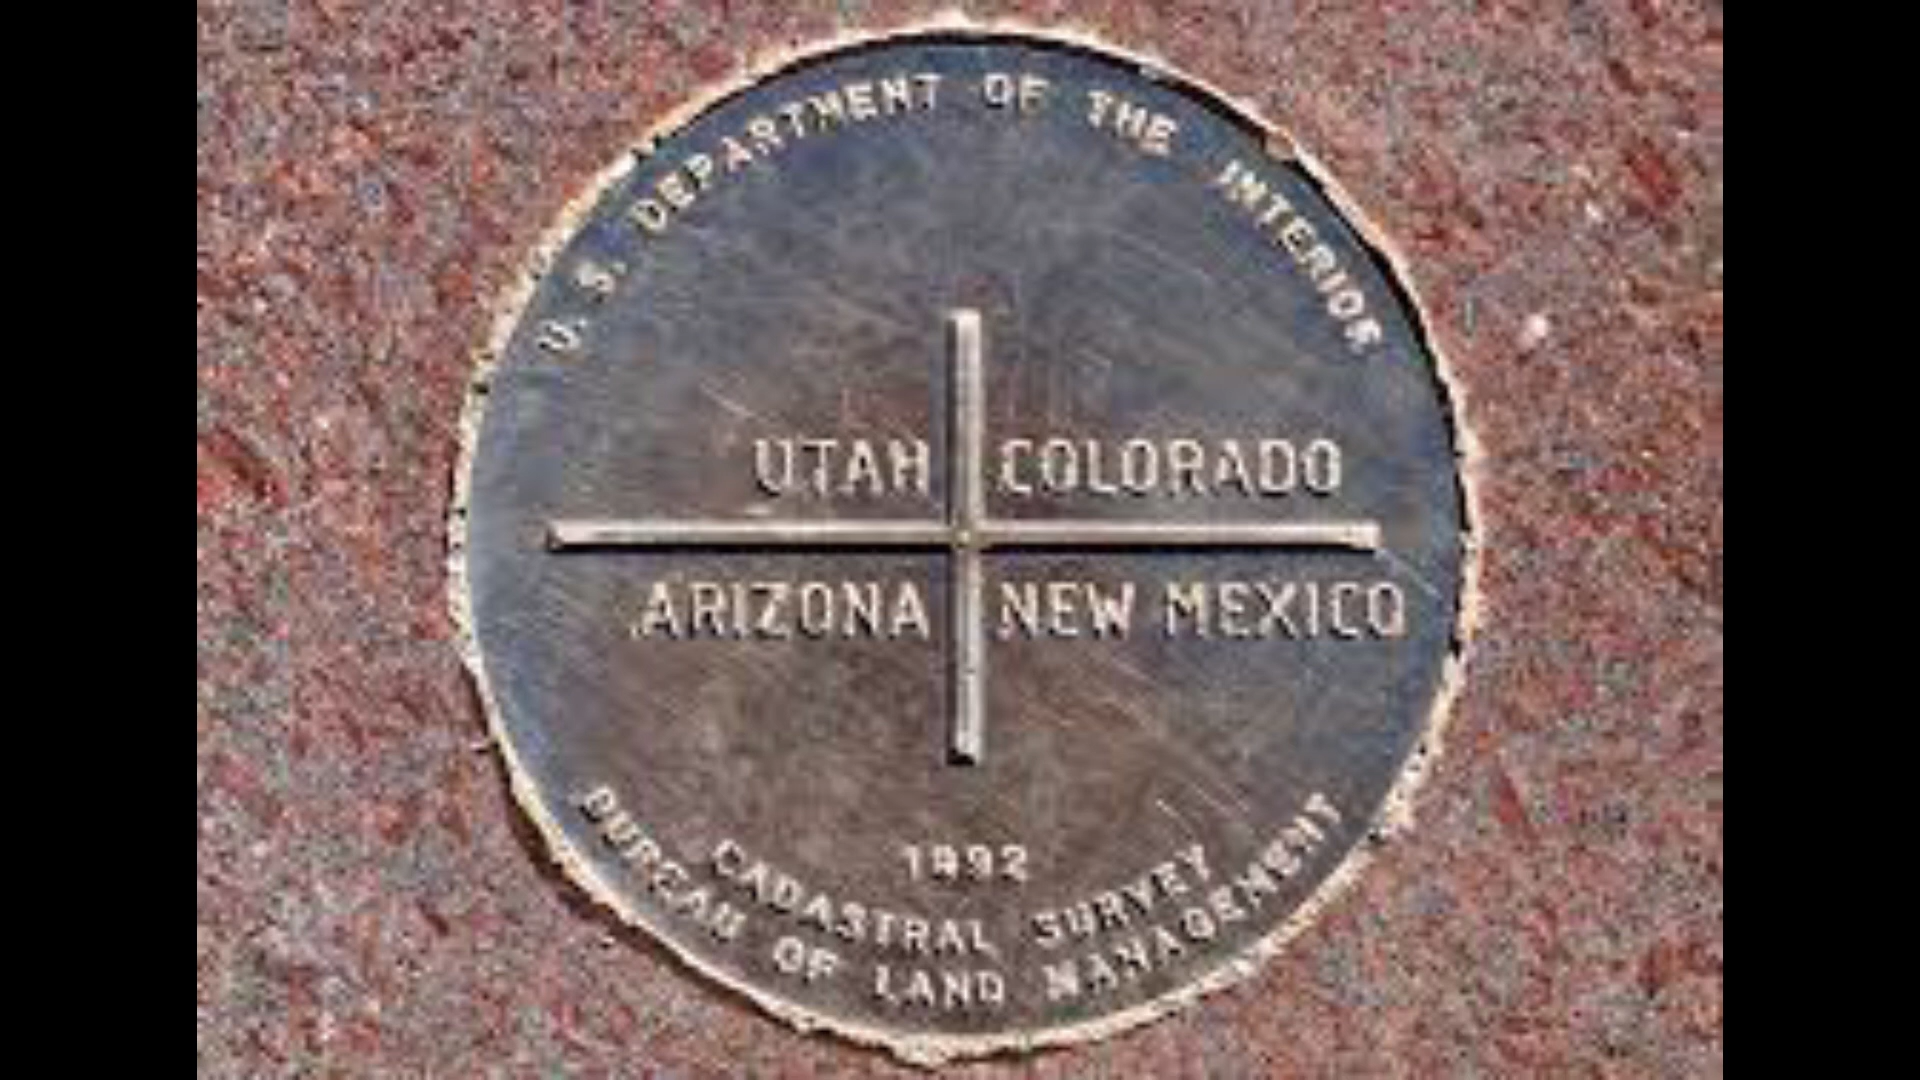 U. S. DEPARTMENT OF THE INTERIOR
UTAH COLORADO
ARIZONA NEW MEXICO
1992
CADASTRAL SURVEY
BUREAU OF LAND MANAGEMENT